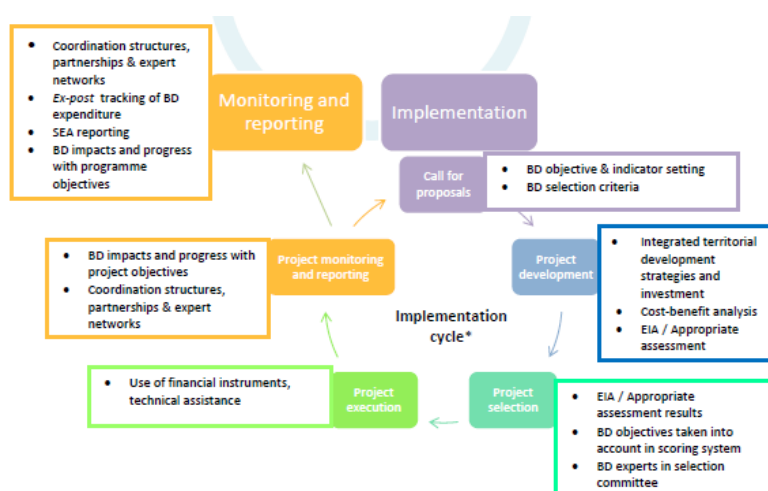 • Coordination structures,
partnerships & expert
networks
• Ex-post tracking of BD
expenditure
• SEA reporting
• BD impacts and progress
with programme
objectives
Monitoring and
reporting
Implementation
Call for
proposals
• BD objective & indicator setting
• BD selection criteria
• BD impacts and progress with
project objectives
• Coordination structures,
partnerships & expert
networks
Project monitoring
and reporting
Project
development
• Integrated territorial
development
strategies and
investment
• Cost-benefit analysis
• EIA / Appropriate
assessment
Implementation
cycle*
• Use of financial instruments,
technical assistance
Project
execution
Project
selection
• EIA / Appropriate
assessment results
• BD objectives taken into
account in scoring system
• BD experts in selection
committee